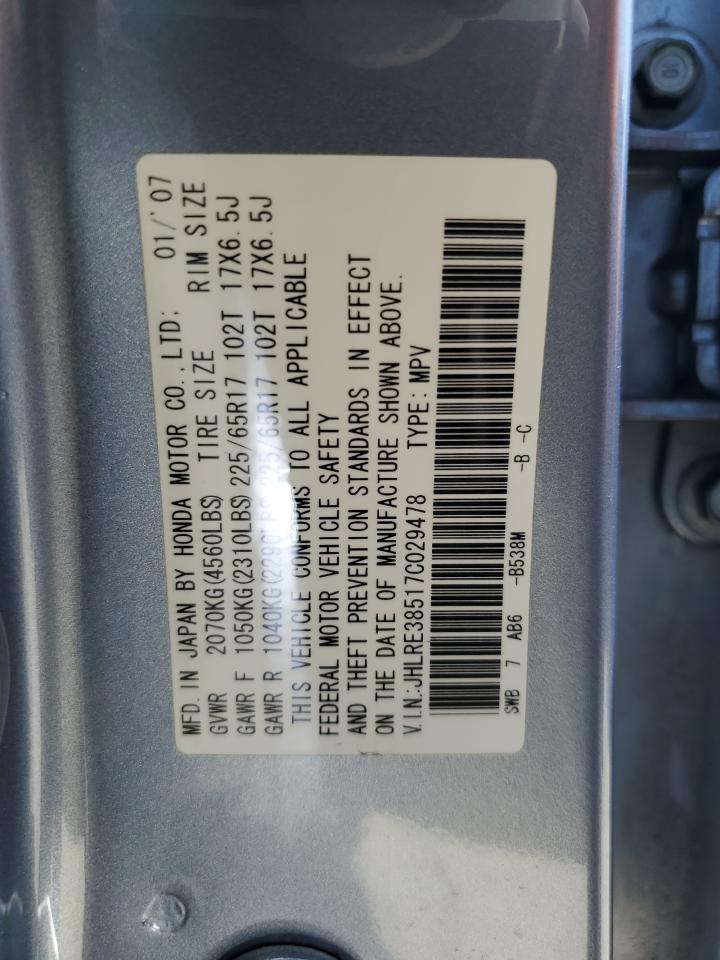 MFD. IN JAPAN BY HONDA MOTOR CO., LTD: 01/'07
GVWR 2070KG(4560LBS) TIRE SIZE RIM SIZE
GAWR F 1050KG(2310LBS) 225/65R17 102T 17X6.5J
GAWR R 1040KG(2290LBS) 225/65R17 102T 17X6.5J
THIS VEHICLE CONFORMS TO ALL APPLICABLE
FEDERAL MOTOR VEHICLE SAFETY
AND THEFT PREVENTION STANDARDS IN EFFECT
ON THE DATE OF MANUFACTURE SHOWN ABOVE.
V.I.N.:JHLRE38517C029478 TYPE: MPV
SWB 7 AB6 -B538M -B -C
10